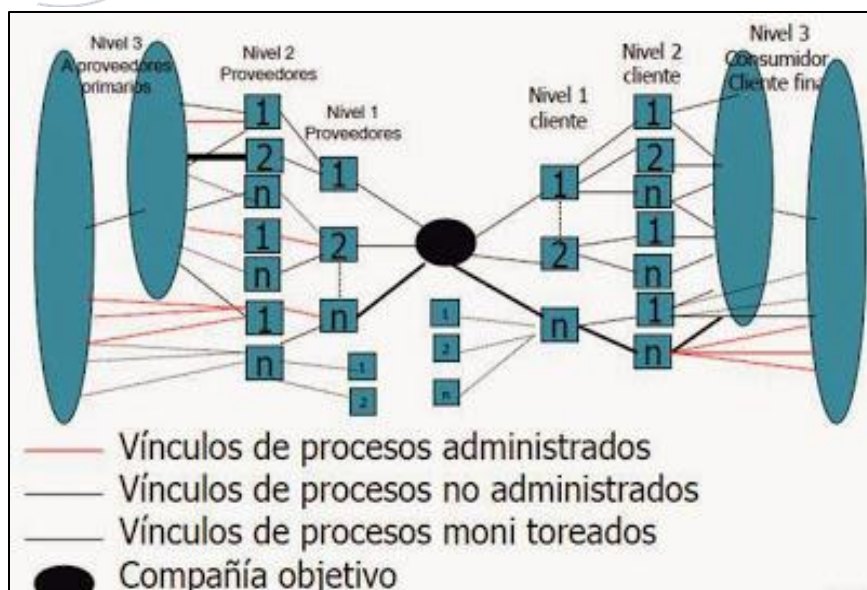 Nivel 3
A proveedores
primarios
Nivel 2
Proveedores
Nivel 1
Proveedores
Nivel 1
cliente
Nivel 2
cliente
Nivel 3
Consumidor
Cliente final
1
2
n
1
n
1
n
1
2
n
1
2
1
2
n
1
2
n
1
2
n
1
n
1
n
Vínculos de procesos administrados
Vínculos de procesos no administrados
Vínculos de procesos moni toreados
Compañía objetivo